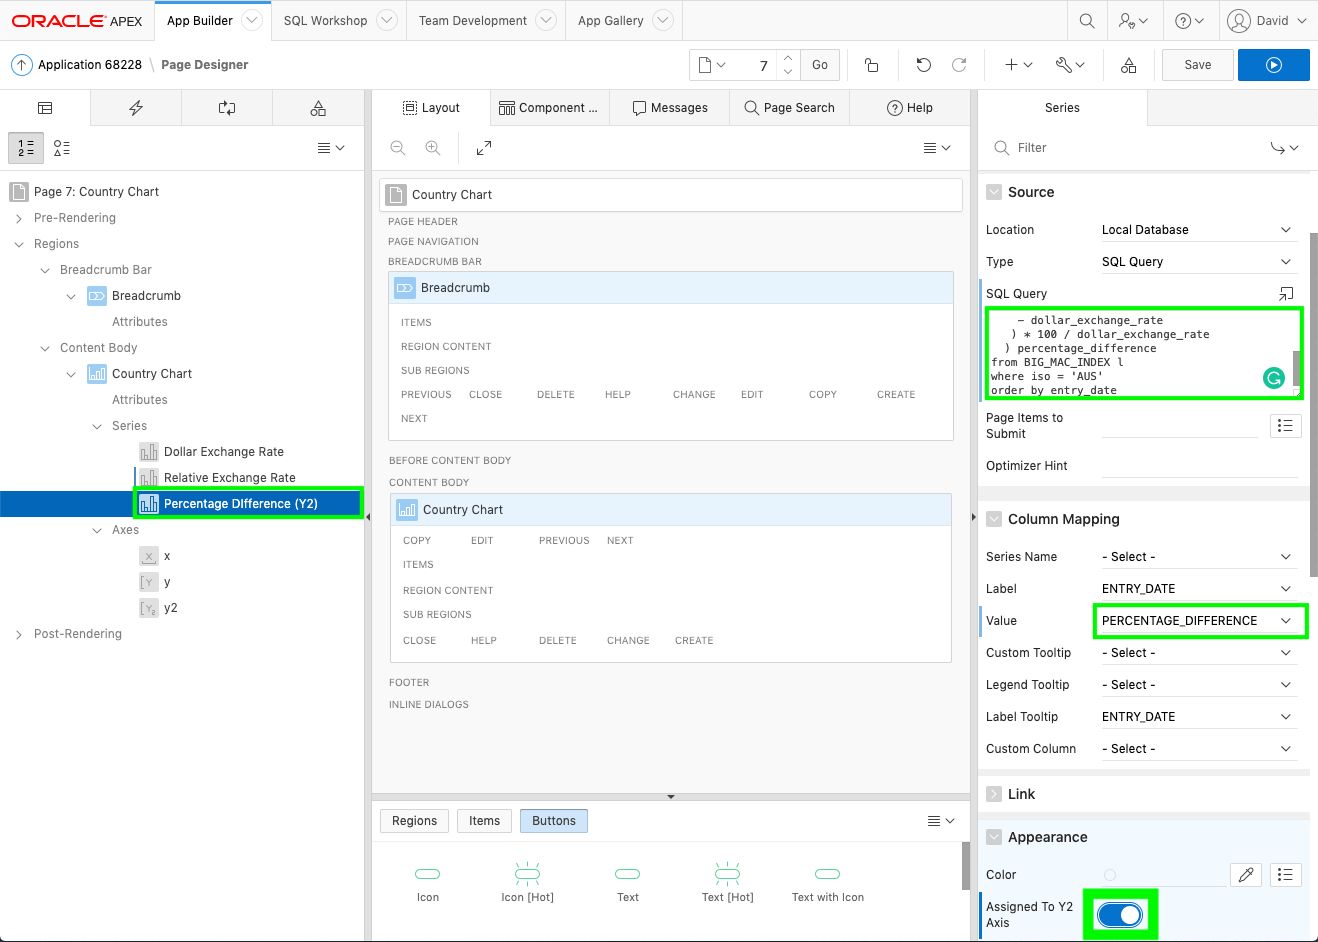 ORACLE APEX
App Builder
SQL Workshop
Team Development
App Gallery
David
Application 68228 \ Page Designer
7
Go
Save
Layout
Component ...
Messages
Page Search
Help
Series
Filter
Page 7: Country Chart
Pre-Rendering
Regions
Breadcrumb Bar
Breadcrumb
Attributes
Content Body
Country Chart
Attributes
Series
Dollar Exchange Rate
Relative Exchange Rate
Percentage DIfference (Y2)
Axes
x
y
y2
Post-Rendering
Country Chart
PAGE HEADER
PAGE NAVIGATION
BREADCRUMB BAR
Breadcrumb
ITEMS
REGION CONTENT
SUB REGIONS
PREVIOUS CLOSE DELETE HELP CHANGE EDIT COPY CREATE
NEXT
BEFORE CONTENT BODY
CONTENT BODY
Country Chart
COPY EDIT PREVIOUS NEXT
ITEMS
REGION CONTENT
SUB REGIONS
CLOSE HELP DELETE CHANGE CREATE
FOOTER
INLINE DIALOGS
Regions
Items
Buttons
Icon
Icon [Hot]
Text
Text [Hot]
Text with Icon
Source
Location Local Database
Type SQL Query
SQL Query
- dollar_exchange_rate
) * 100 / dollar_exchange_rate
) percentage_difference
from BIG_MAC_INDEX l
where iso = 'AUS'
order by entry_date
Page Items to
Submit
Optimizer Hint
Column Mapping
Series Name - Select -
Label ENTRY_DATE
Value PERCENTAGE_DIFFERENCE
Custom Tooltip - Select -
Legend Tooltip - Select -
Label Tooltip ENTRY_DATE
Custom Column - Select -
Link
Appearance
Color
Assigned To Y2
Axis